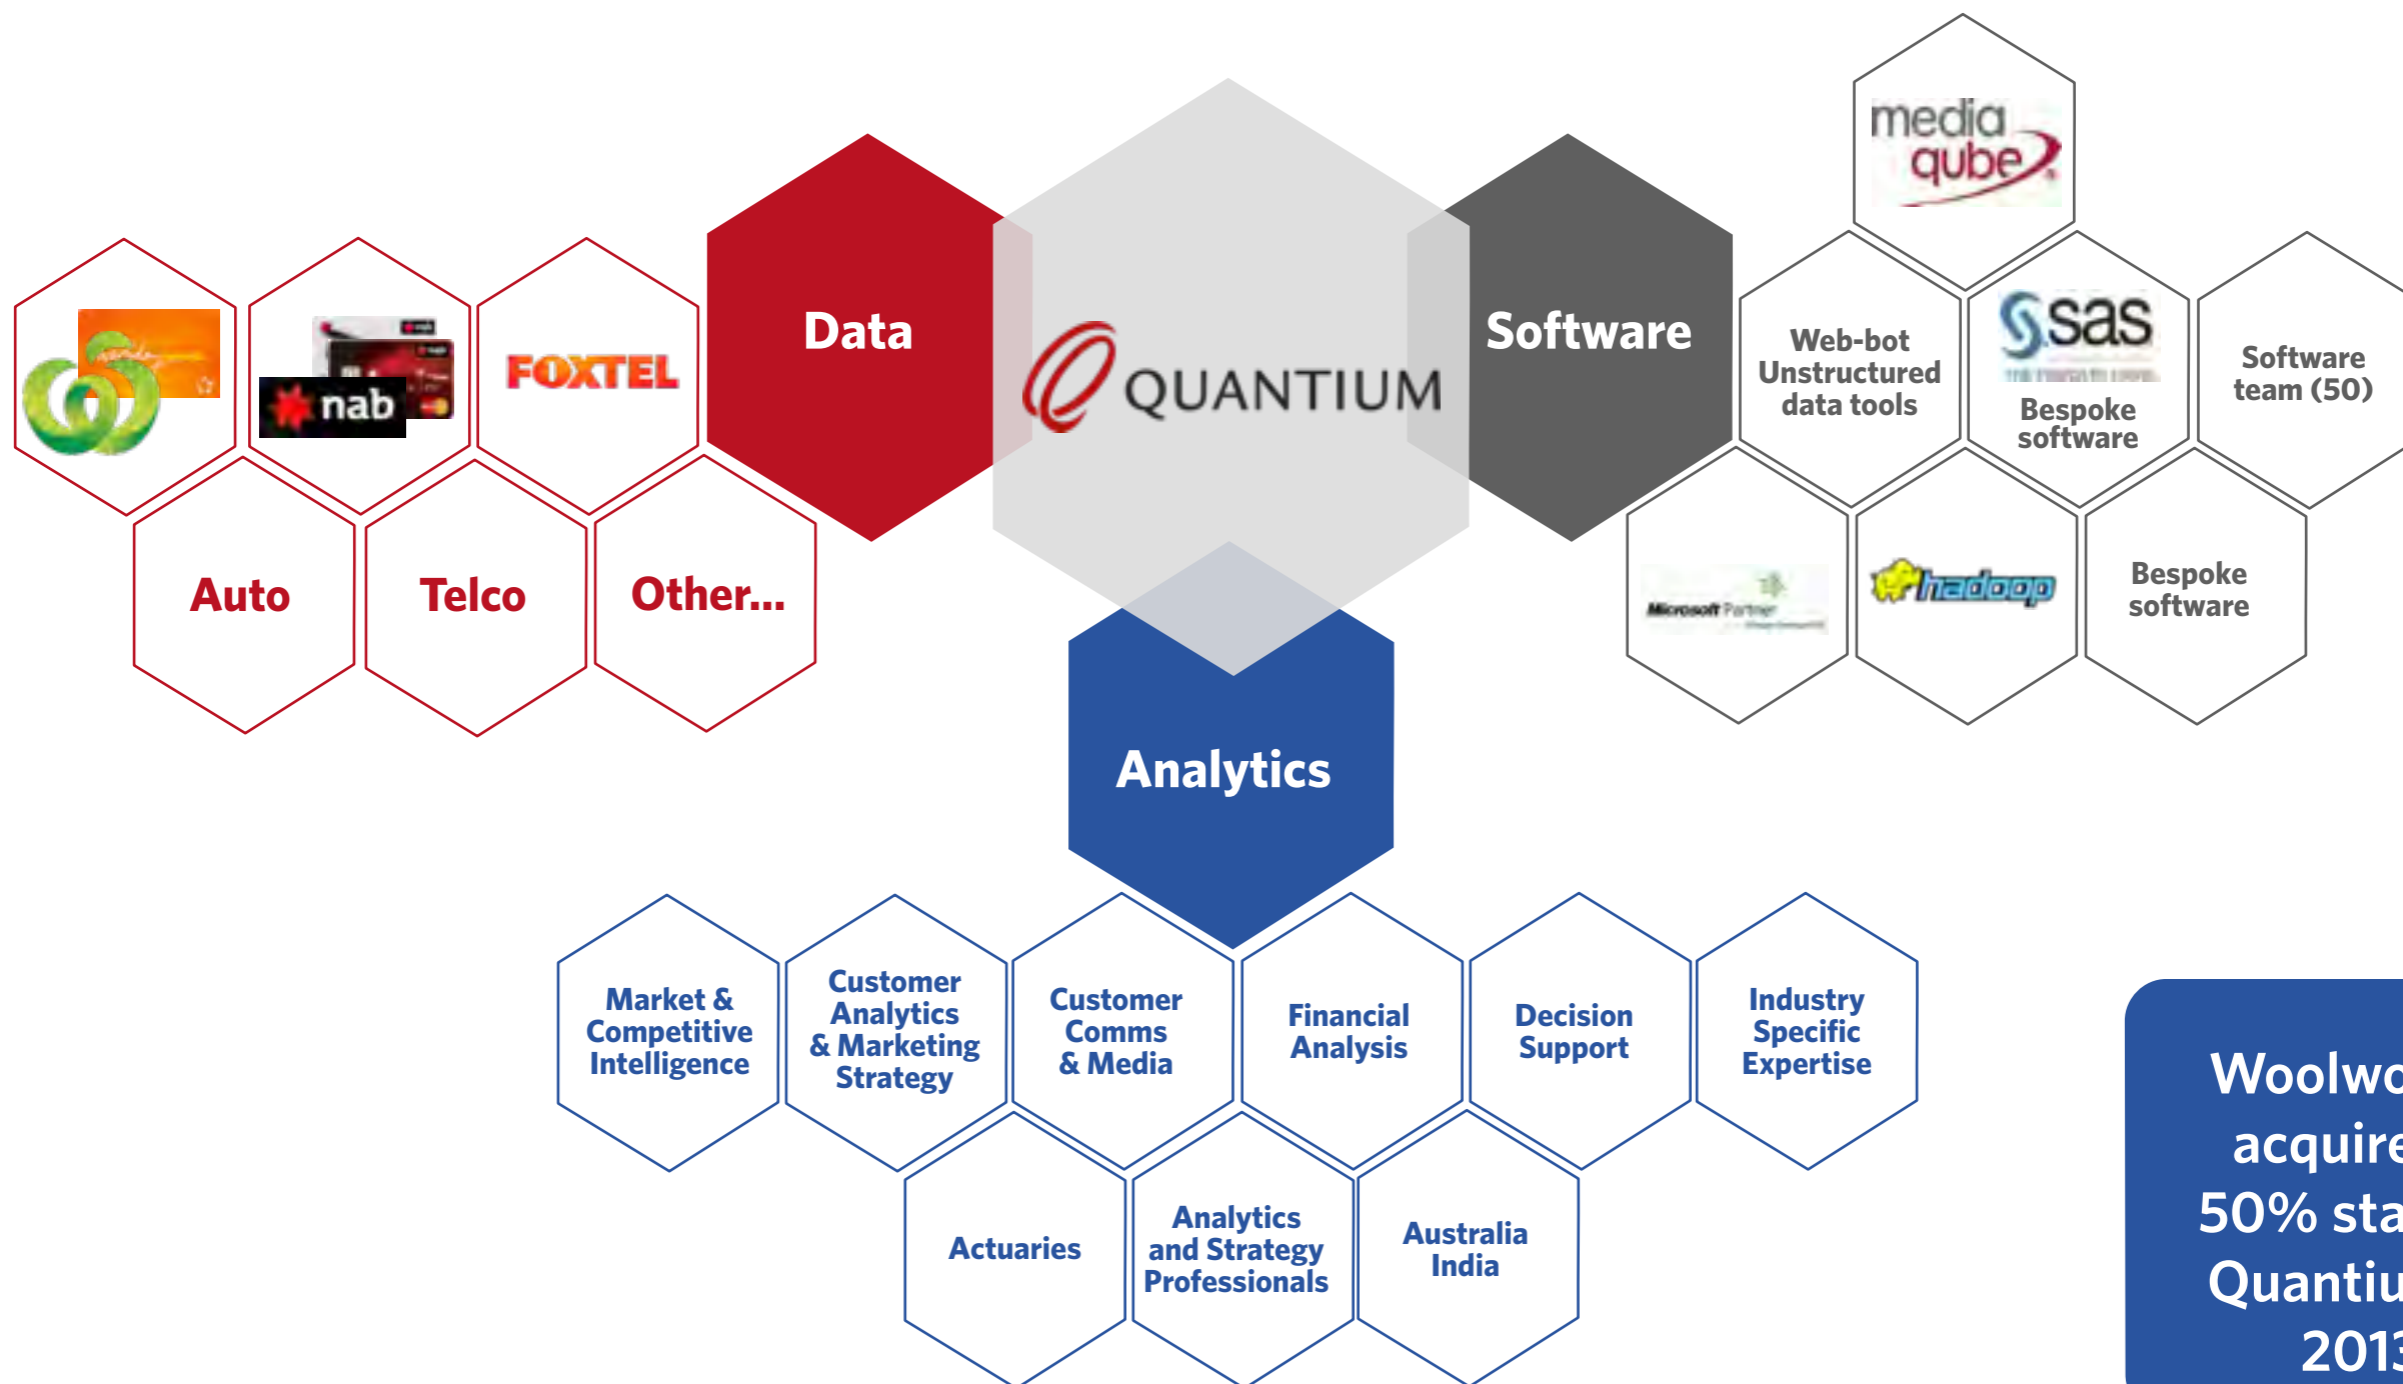 media
qube
nab
FOXTEL
Data
QUANTIUM
Software
Web-bot
Unstructured
data tools
sas
Bespoke
software
Software
team (50)
Auto
Telco
Other...
Microsoft Partner
hadoop
Bespoke
software
Analytics
Market &
Competitive
Intelligence
Customer
Analytics
& Marketing
Strategy
Customer
Comms
& Media
Financial
Analysis
Decision
Support
Industry
Specific
Expertise
Actuaries
Analytics
and Strategy
Professionals
Australia
India
50%
2013